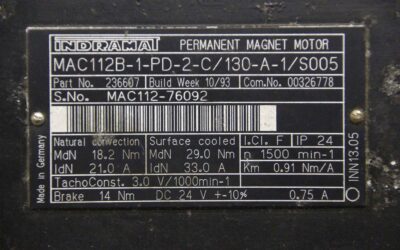 INDRAMAT PERMANENT MAGNET MOTOR
MAC112B-1-PD-2-C/130-A-1/S005
Part No. 236607 Build Week 10/93 Com.No. 00326778
S.No. MAC112-76092
Natural convection Surface cooled I.Cl. F IP 24
MdN 18.2 Nm MdN 29.0 Nm n 1500 min-1
IdN 21.0 A IdN 33.0 A Km 0.91 Nm/A
TachoConst. 3.0 V/1000min-1
Brake 14 Nm DC 24 V +-10% 0.75 A
Made in Germany
INN13.05